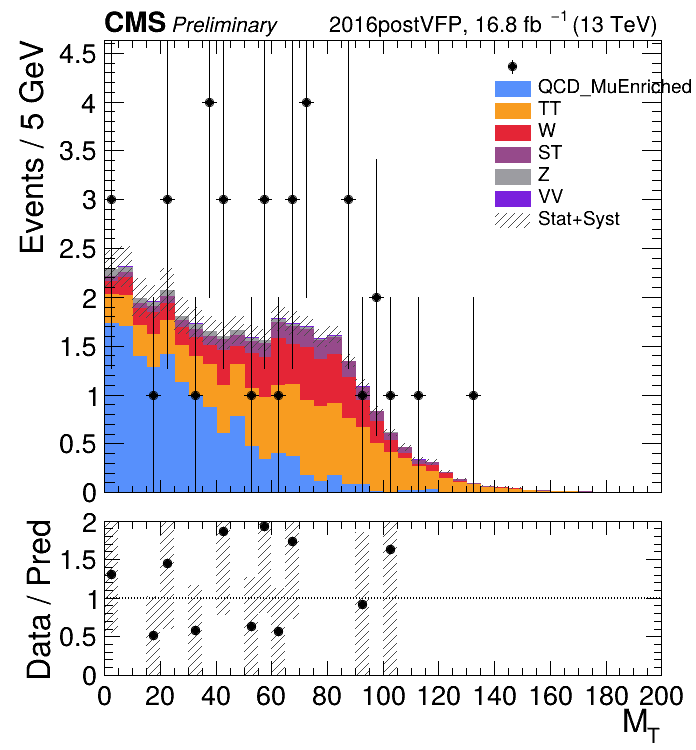 CMS Preliminary 2016postVFP, 16.8 fb ⁻¹ (13 TeV)
Events / 5 GeV
4.5
4
3.5
3
2.5
2
1.5
1
0.5
0
QCD_MuEnriched
TT
W
ST
Z
VV
Stat+Syst
Data / Pred
2
1.5
1
0.5
0
0 20 40 60 80 100 120 140 160 180 200
M_T